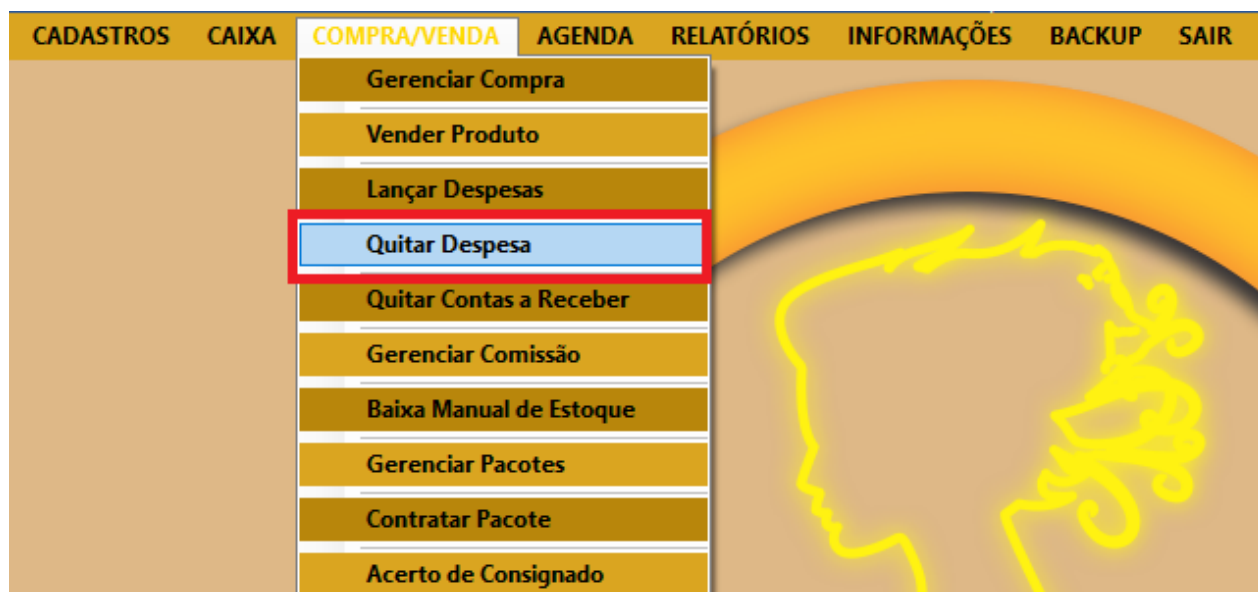 CADASTROS CAIXA COMPRA/VENDA AGENDA RELATÓRIOS INFORMAÇÕES BACKUP SAIR
Gerenciar Compra
Vender Produto
Lançar Despesas
Quitar Despesa
Quitar Contas a Receber
Gerenciar Comissão
Baixa Manual de Estoque
Gerenciar Pacotes
Contratar Pacote
Acerto de Consignado